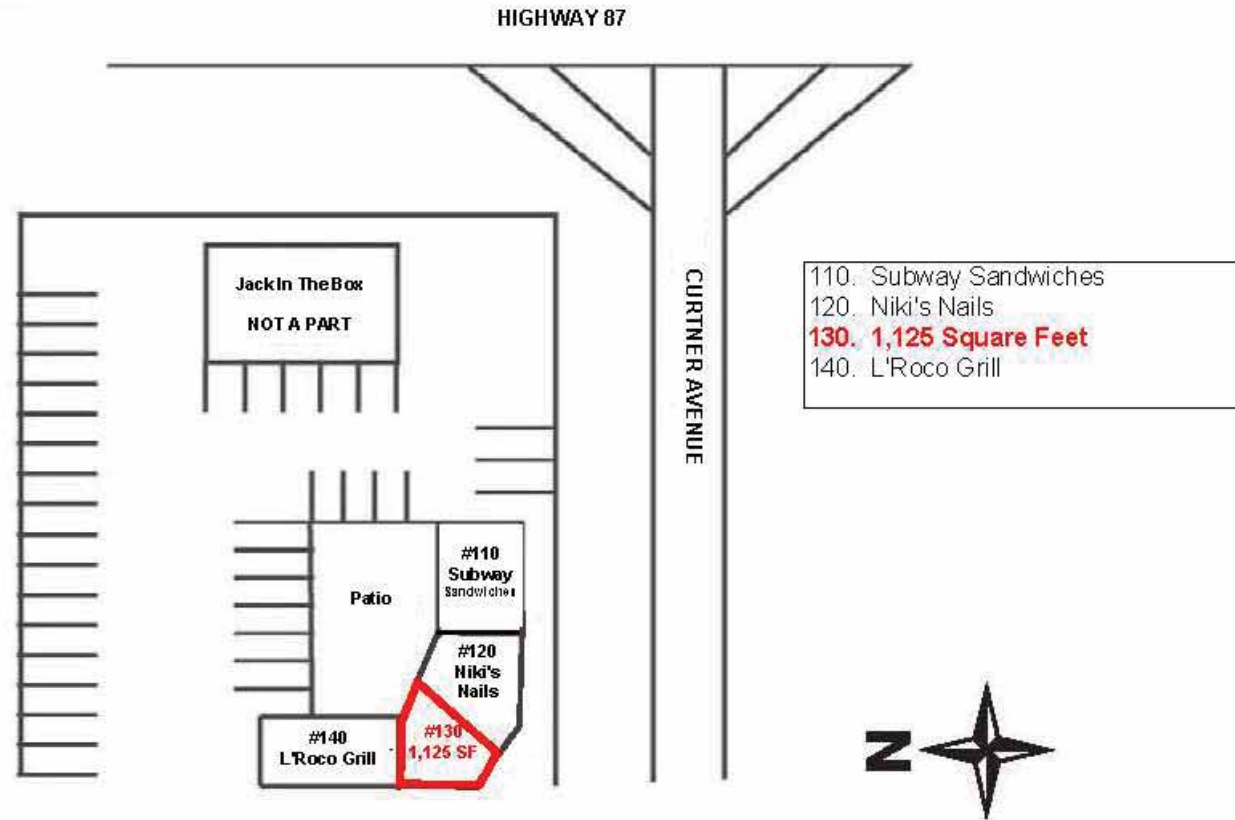 HIGHWAY 87
Jack In The Box
NOT A PART
CURTNER AVENUE
110. Subway Sandwiches
120. Niki's Nails
130. 1,125 Square Feet
140. L'Roco Grill
#110
Subway
Sandwiches
Patio
#120
Niki's
Nails
#130
1,125 SF
#140
L'Roco Grill
N